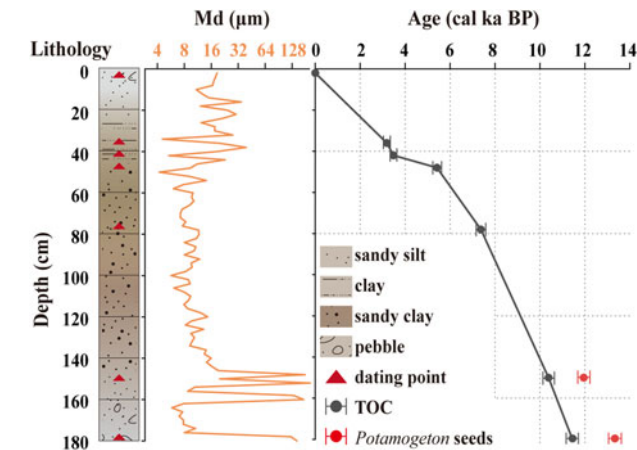 Md (μm)
Age (cal ka BP)
Lithology
4 8 16 32 64 128
0 2 4 6 8 10 12 14
0
20
40
60
80
100
120
140
160
180
Depth (cm)
sandy silt
clay
sandy clay
pebble
dating point
TOC
Potamogeton seeds